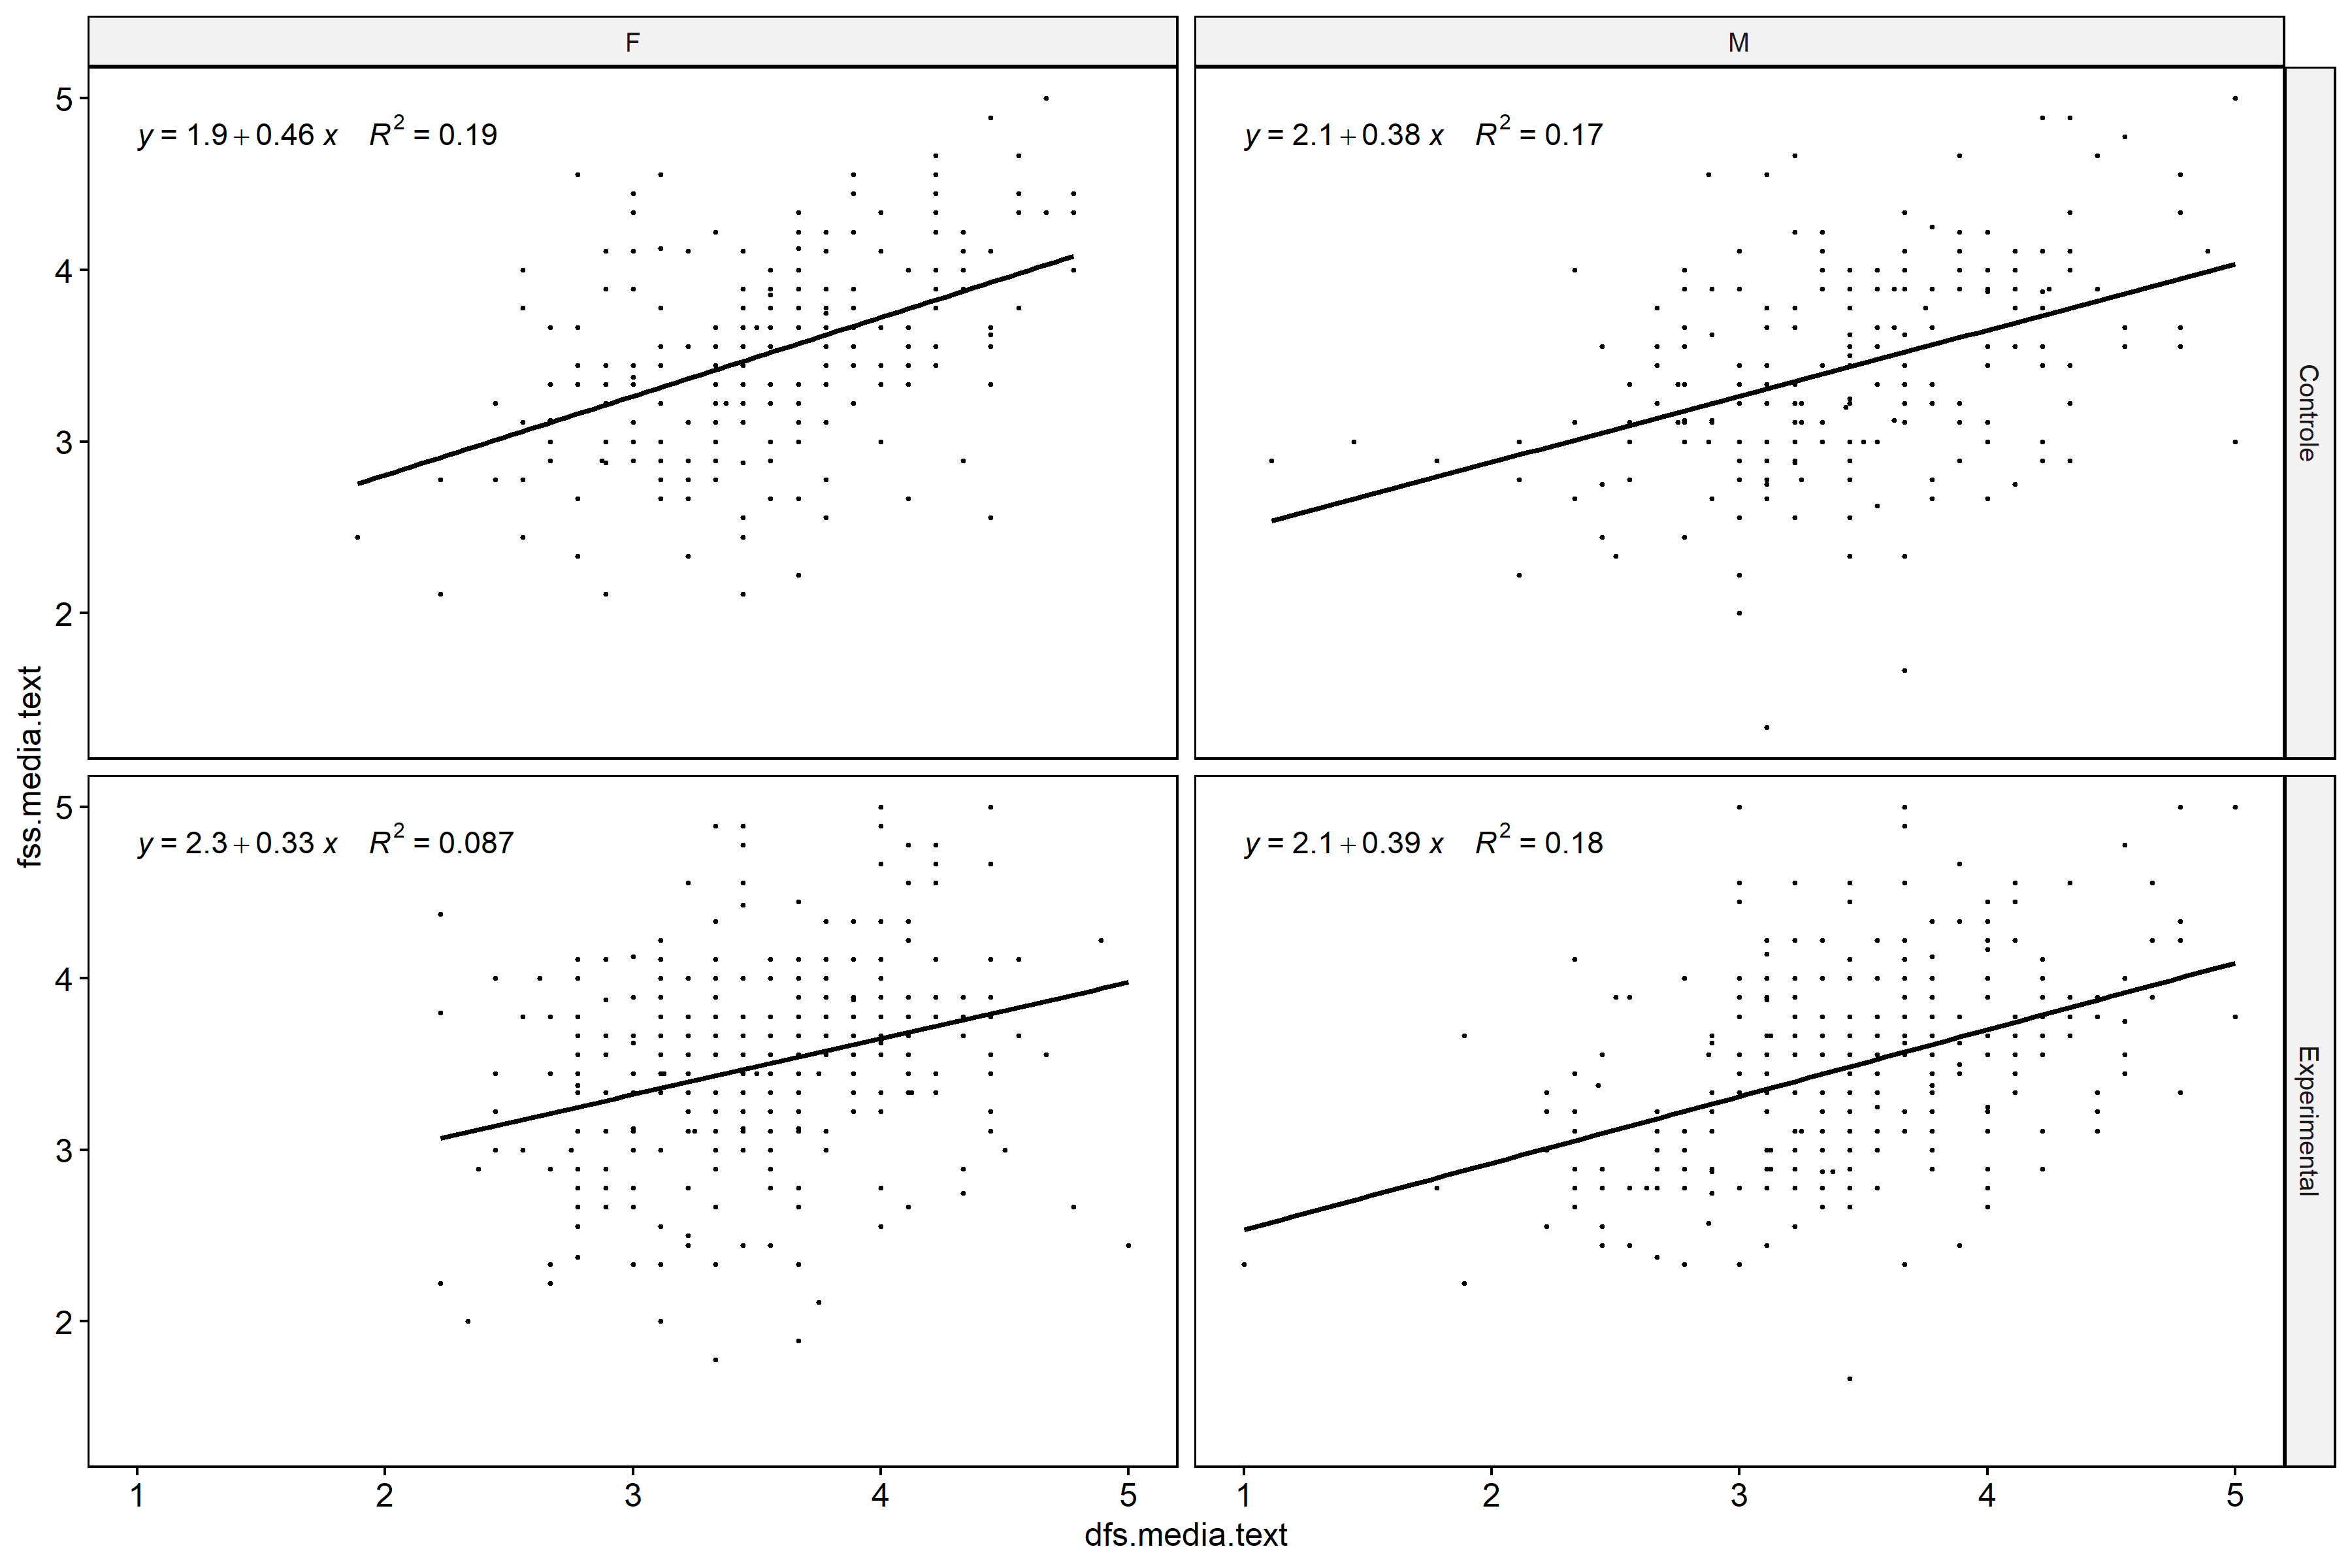 F
M
5
4
3
2
y = 1.9 + 0.46 x R² = 0.19
y = 2.1 + 0.38 x R² = 0.17
Controle
fss.media.text
5
4
3
2
y = 2.3 + 0.33 x R² = 0.087
y = 2.1 + 0.39 x R² = 0.18
Experimental
1 2 3 4 5
1 2 3 4 5
dfs.media.text